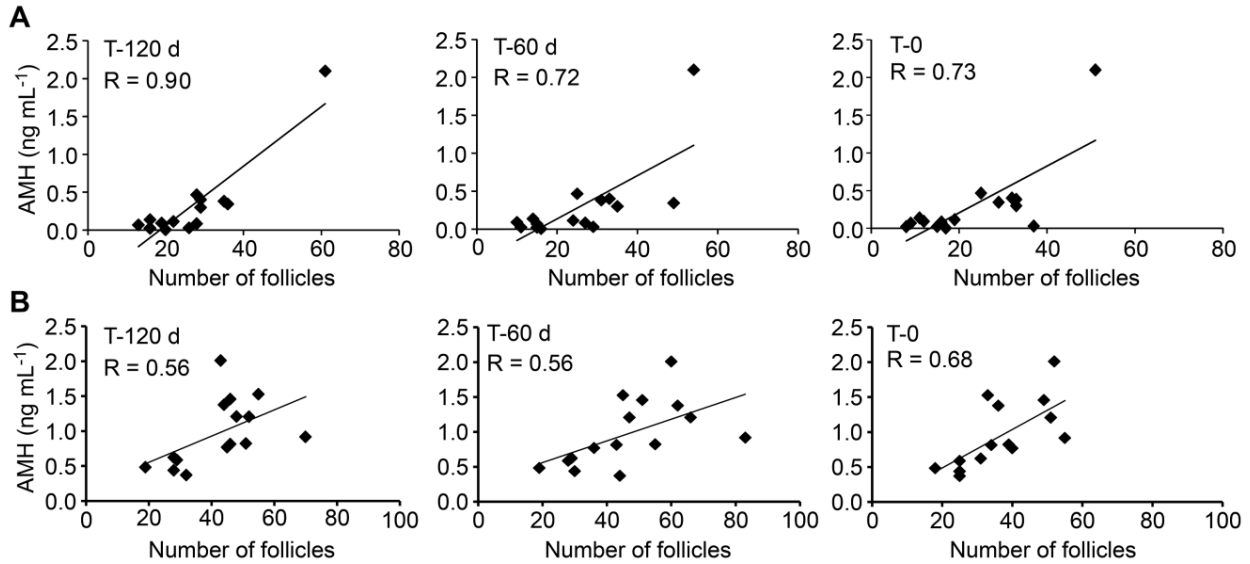 A
T-120 d
R = 0.90
AMH (ng mL⁻¹)
2.5
2.0
1.5
1.0
0.5
0.0
0 20 40 60 80
Number of follicles
T-60 d
R = 0.72
2.5
2.0
1.5
1.0
0.5
0.0
0 20 40 60 80
Number of follicles
T-0
R = 0.73
2.5
2.0
1.5
1.0
0.5
0.0
0 20 40 60 80
Number of follicles
B
T-120 d
R = 0.56
AMH (ng mL⁻¹)
2.5
2.0
1.5
1.0
0.5
0.0
0 20 40 60 80 100
Number of follicles
T-60 d
R = 0.56
2.5
2.0
1.5
1.0
0.5
0.0
0 20 40 60 80 100
Number of follicles
T-0
R = 0.68
2.5
2.0
1.5
1.0
0.5
0.0
0 20 40 60 80 100
Number of follicles